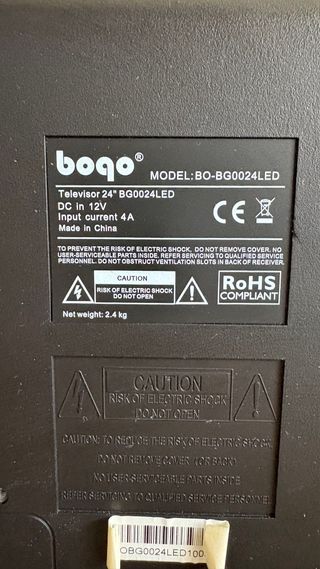 boqo®
MODEL: BO-BG0024LED
Televisor 24" BG0024LED
DC in 12V
Input current 4A
Made in China
CE
TO PREVENT THE RISK OF ELECTRIC SHOCK, DO NOT REMOVE COVER. NO
USER-SERVICEABLE PARTS INSIDE. REFER SERVICING TO QUALIFIED SERVICE
PERSONNEL. DO NOT OBSTRUCT VENTILATION SLOTS IN BACK OF RECEIVER.
CAUTION
RISK OF ELECTRIC SHOCK
DO NOT OPEN
RoHS
COMPLIANT
Net weight: 2.4 kg
CAUTION
RISK OF ELECTRIC SHOCK
DO NOT OPEN
CAUTION: TO REDUCE THE RISK OF ELECTRIC SHOCK
DO NOT REMOVE COVER (OR BACK)
NO USER SERVICEABLE PARTS INSIDE
REFER SERVICING TO QUALIFIED SERVICE PERSONNEL